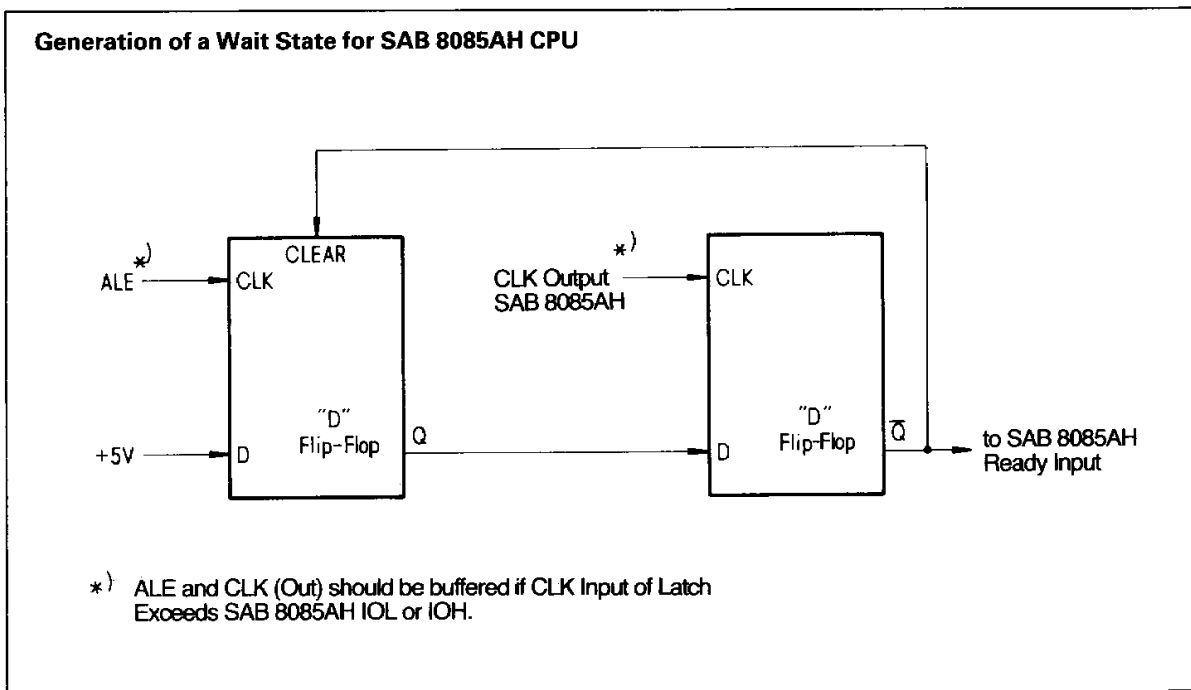 Generation of a Wait State for SAB 8085AH CPU
ALE *)
CLEAR
CLK
+5V
D
"D"
Flip-Flop
Q
CLK Output *)
SAB 8085AH
CLK
D
"D"
Flip-Flop
Q̅
to SAB 8085AH
Ready Input
*) ALE and CLK (Out) should be buffered if CLK Input of Latch
Exceeds SAB 8085AH IOL or IOH.